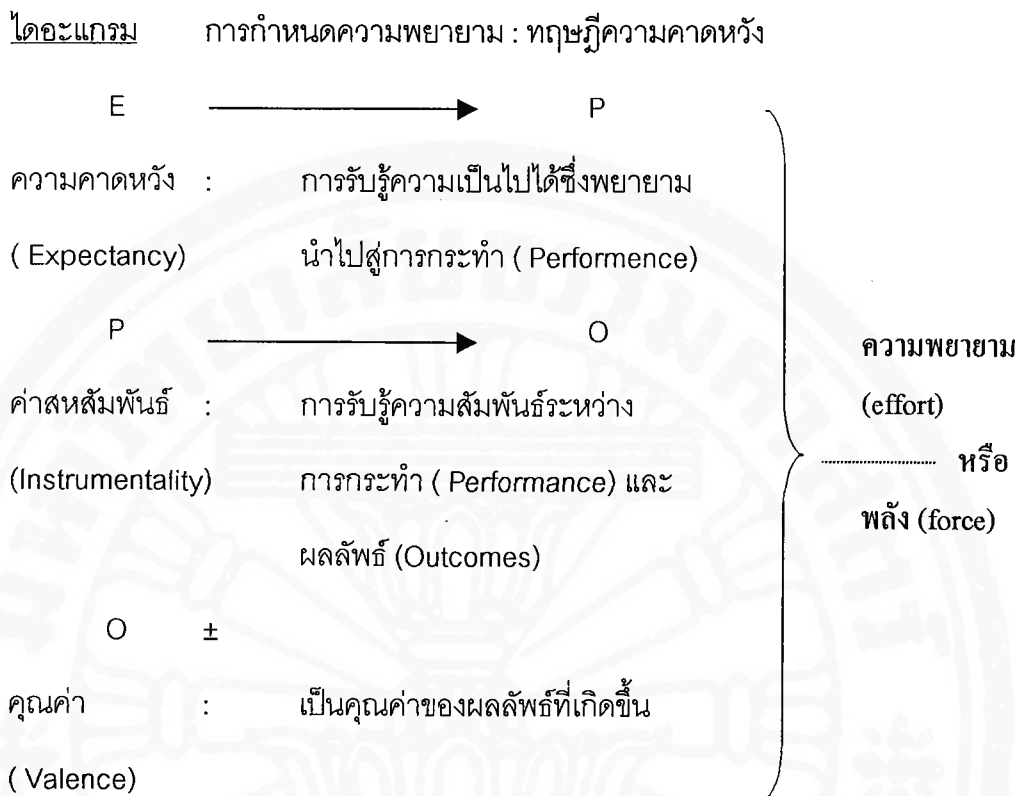 ไดอะแกรม การกำหนดความพยายาม : ทฤษฎีความคาดหวัง
E P
ความคาดหวัง : การรับรู้ความเป็นไปได้ซึ่งพยายาม
( Expectancy) นำไปสู่การกระทำ ( Performence)
P O
ค่าสหสัมพันธ์ : การรับรู้ความสัมพันธ์ระหว่าง
(Instrumentality) การกระทำ ( Performance) และ
ผลลัพธ์ (Outcomes)
O ±
คุณค่า : เป็นคุณค่าของผลลัพธ์ที่เกิดขึ้น
( Valence)
ความพยายาม
(effort)
หรือ
พลัง (force)